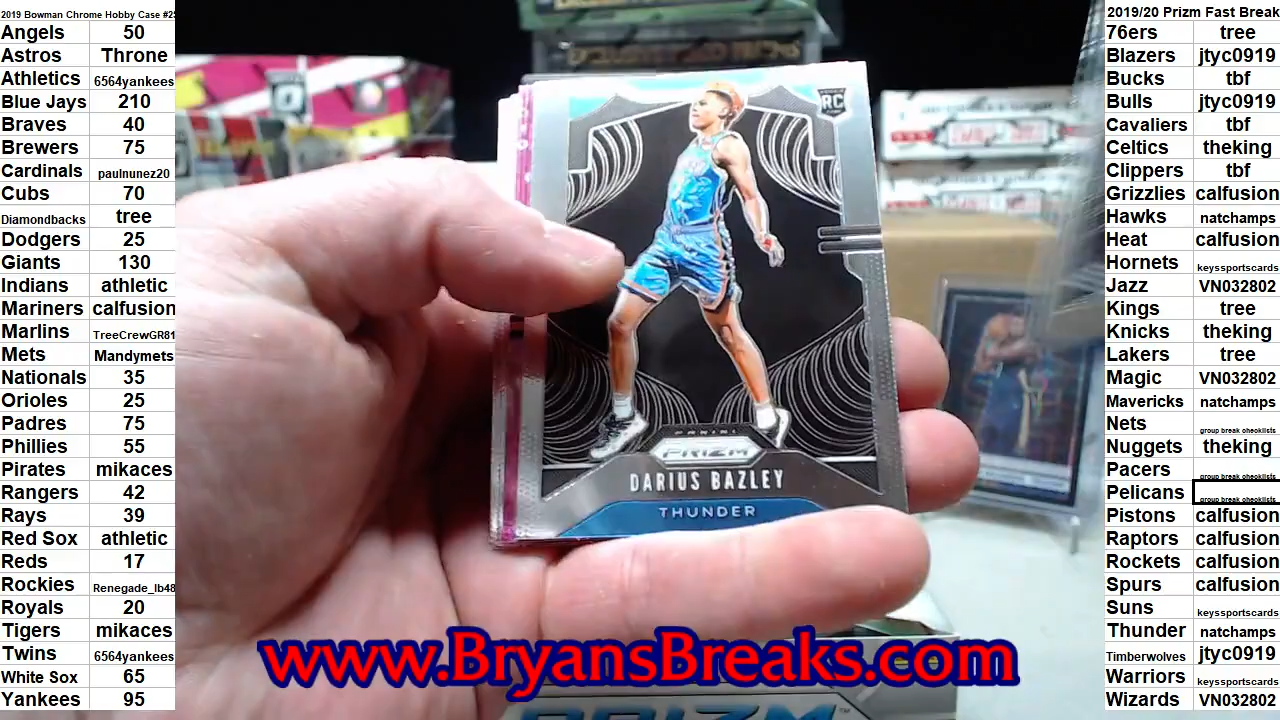 2019 Bowman Chrome Hobby Case #2
Angels 50
Astros Throne
Athletics 6564yankees
Blue Jays 210
Braves 40
Brewers 75
Cardinals paulnunez20
Cubs 70
Diamondbacks tree
Dodgers 25
Giants 130
Indians athletic
Mariners calfusion
Marlins TreeCrewGR81
Mets Mandymets
Nationals 35
Orioles 25
Padres 75
Phillies 55
Pirates mikaces
Rangers 42
Rays 39
Red Sox athletic
Reds 17
Rockies Renegade_lb48
Royals 20
Tigers mikaces
Twins 6564yankees
White Sox 65
Yankees 95
RC
PANINI
PRIZM
DARIUS BAZLEY
THUNDER
www.BryansBreaks.com
PRIZM
2019/20 Prizm Fast Break
76ers tree
Blazers jtyc0919
Bucks tbf
Bulls jtyc0919
Cavaliers tbf
Celtics theking
Clippers tbf
Grizzlies calfusion
Hawks natchamps
Heat calfusion
Hornets keyssportscards
Jazz VN032802
Kings tree
Knicks theking
Lakers tree
Magic VN032802
Mavericks natchamps
Nets group break checklists
Nuggets theking
Pacers group break checklists
Pelicans group break checklists
Pistons calfusion
Raptors calfusion
Rockets calfusion
Spurs calfusion
Suns keyssportscards
Thunder natchamps
Timberwolves jtyc0919
Warriors keyssportscards
Wizards VN032802